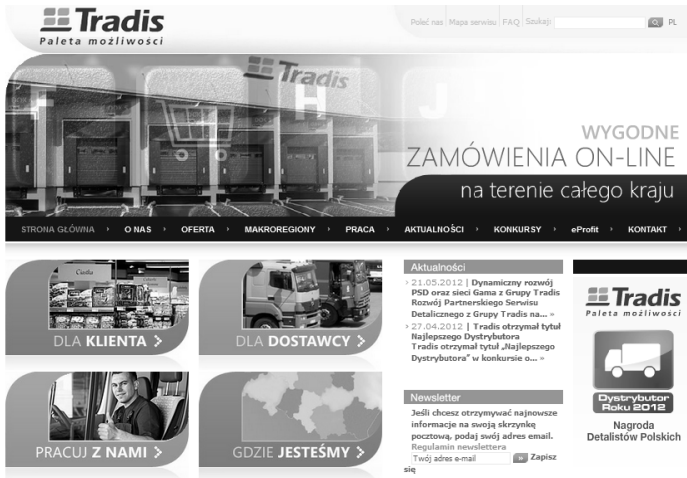 Tradis
Paleta możliwości
Poleć nas Mapa serwisu FAQ Szukaj: PL
Tradis
F H J
WYGODNE
ZAMÓWIENIA ON-LINE
na terenie całego kraju
STRONA GŁÓWNA › O NAS › OFERTA › MAKROREGIONY › PRACA › AKTUALNOŚCI › KONKURSY › eProfit › KONTAKT ›
Ciasta
DLA KLIENTA
DLA DOSTAWCY
PRACUJ Z NAMI
GDZIE JESTEŚMY
Aktualności
› 21.05.2012 | Dynamiczny rozwój
PSD oraz sieci Gama z Grupy Tradis
Rozwój Partnerskiego Serwisu
Detalicznego z Grupy Tradis na... »
› 27.04.2012 | Tradis otrzymał tytuł
Najlepszego Dystrybutora
Tradis otrzymał tytuł „Najlepszego
Dystrybutora” w konkursie o... »
Newsletter
Jeśli chcesz otrzymywać najnowsze
informacje na swoją skrzynkę
pocztową, podaj swój adres email.
Regulamin newslettera
Twój adres e-mail » Zapisz
się
Tradis
Paleta możliwości
Dystrybutor
Roku 2012
Nagroda
Detalistów Polskich